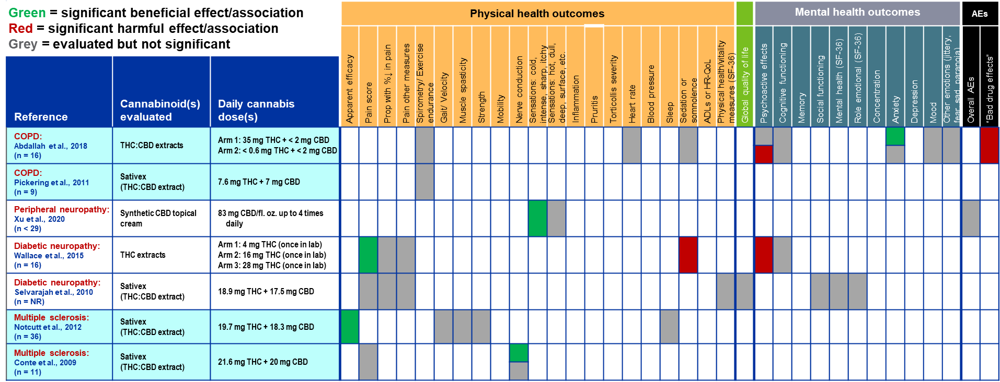 Green = significant beneficial effect/association
Red = significant harmful effect/association
Grey = evaluated but not significant
Physical health outcomes
Mental health outcomes
AEs
Reference
Cannabinoid(s)
evaluated
Daily cannabis
dose(s)
Apparent efficacy
Pain score
Prop with %↓ in pain
Pain other measures
Spirometry/ Exercise
endurance
Gait/ Velocity
Muscle spasticity
Strength
Mobility
Nerve conduction
Sensations: cold,
intense, sharp, itchy
Sensations: hot, dull,
deep, surface, etc.
Inflammation
Pruritis
Torticollis severity
Heart rate
Blood pressure
Sleep
Sedation or
somnolence
ADLs or HR-QoL
Physical health/vitality
measures (SF-36)
Global quality of life
Psychoactive effects
Cognitive functioning
Memory
Social functioning
Mental health (SF-36)
Role emotional (SF-36)
Concentration
Anxiety
Depression
Mood
Other emotions (jittery,
fear, sad, paranoia)
Overall AEs
"Bad drug effects"
COPD:
Abdallah et al., 2018
(n = 16)
THC:CBD extracts
Arm 1: 35 mg THC + < 2 mg CBD
Arm 2: < 0.6 mg THC + < 2 mg CBD
COPD:
Pickering et al., 2011
(n = 9)
Sativex
(THC:CBD extract)
7.6 mg THC + 7 mg CBD
Peripheral neuropathy:
Xu et al., 2020
(n < 29)
Synthetic CBD topical
cream
83 mg CBD/fl. oz. up to 4 times
daily
Diabetic neuropathy:
Wallace et al., 2015
(n = 16)
THC extracts
Arm 1: 4 mg THC (once in lab)
Arm 2: 16 mg THC (once in lab)
Arm 3: 28 mg THC (once in lab)
Diabetic neuropathy:
Selvarajah et al., 2010
(n = NR)
Sativex
(THC:CBD extract)
18.9 mg THC + 17.5 mg CBD
Multiple sclerosis:
Notcutt et al., 2012
(n = 36)
Sativex
(THC:CBD extract)
19.7 mg THC + 18.3 mg CBD
Multiple sclerosis:
Conte et al., 2009
(n = 11)
Sativex
(THC:CBD extract)
21.6 mg THC + 20 mg CBD